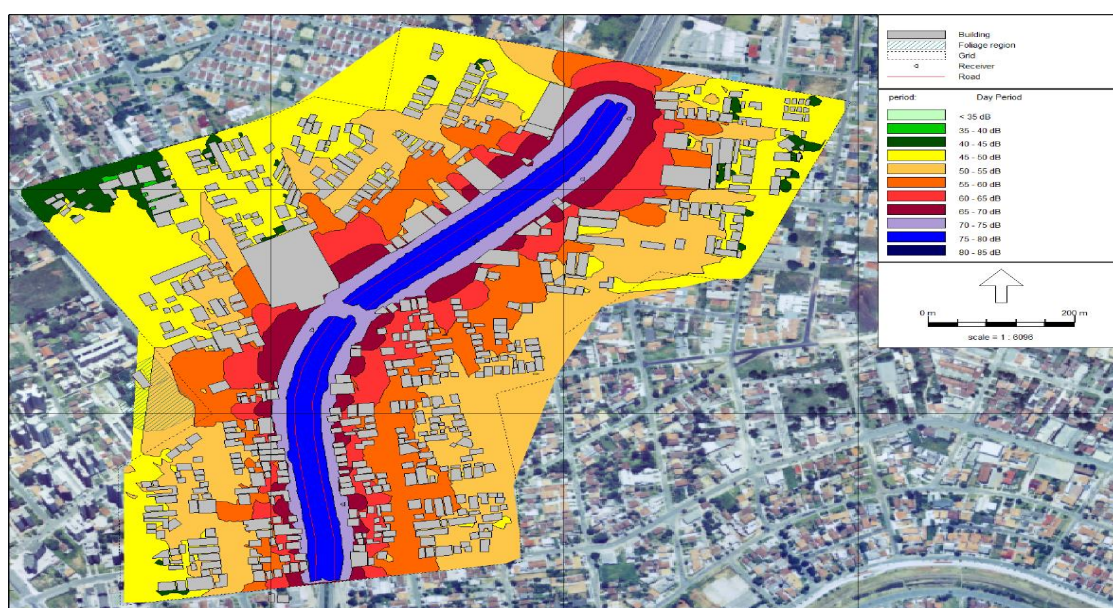 Building
Foliage region
Grid
Receiver
Road
period: Day Period
< 35 dB
35 - 40 dB
40 - 45 dB
45 - 50 dB
50 - 55 dB
55 - 60 dB
60 - 65 dB
65 - 70 dB
70 - 75 dB
75 - 80 dB
80 - 85 dB
0 m 200 m
scale = 1 : 6096